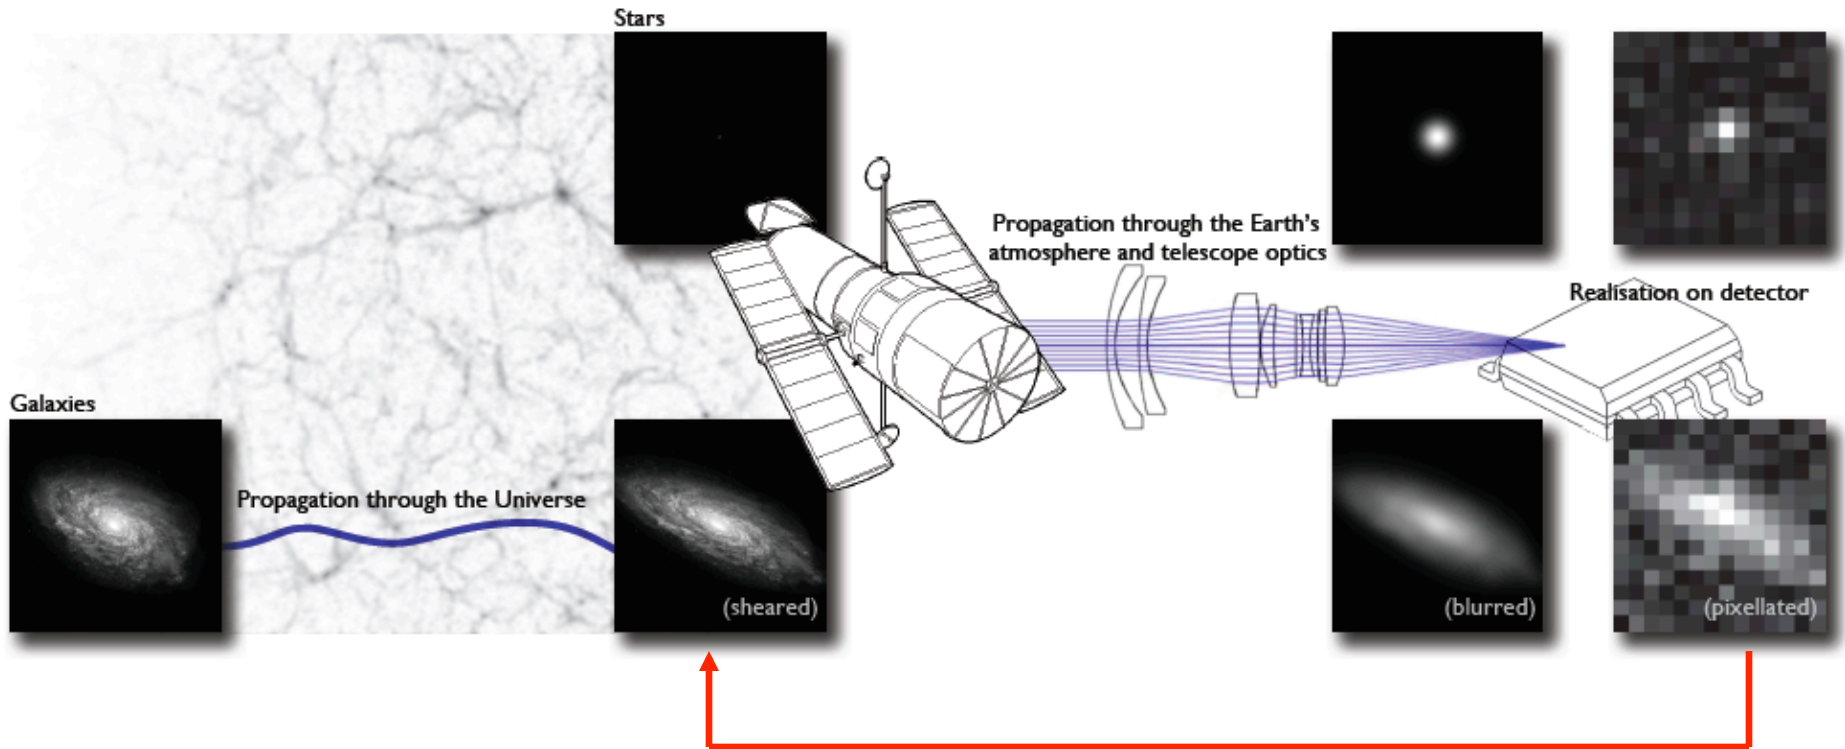 Stars
Propagation through the Earth's
atmosphere and telescope optics
Realisation on detector
Galaxies
Propagation through the Universe
(sheared)
(blurred)
(pixellated)